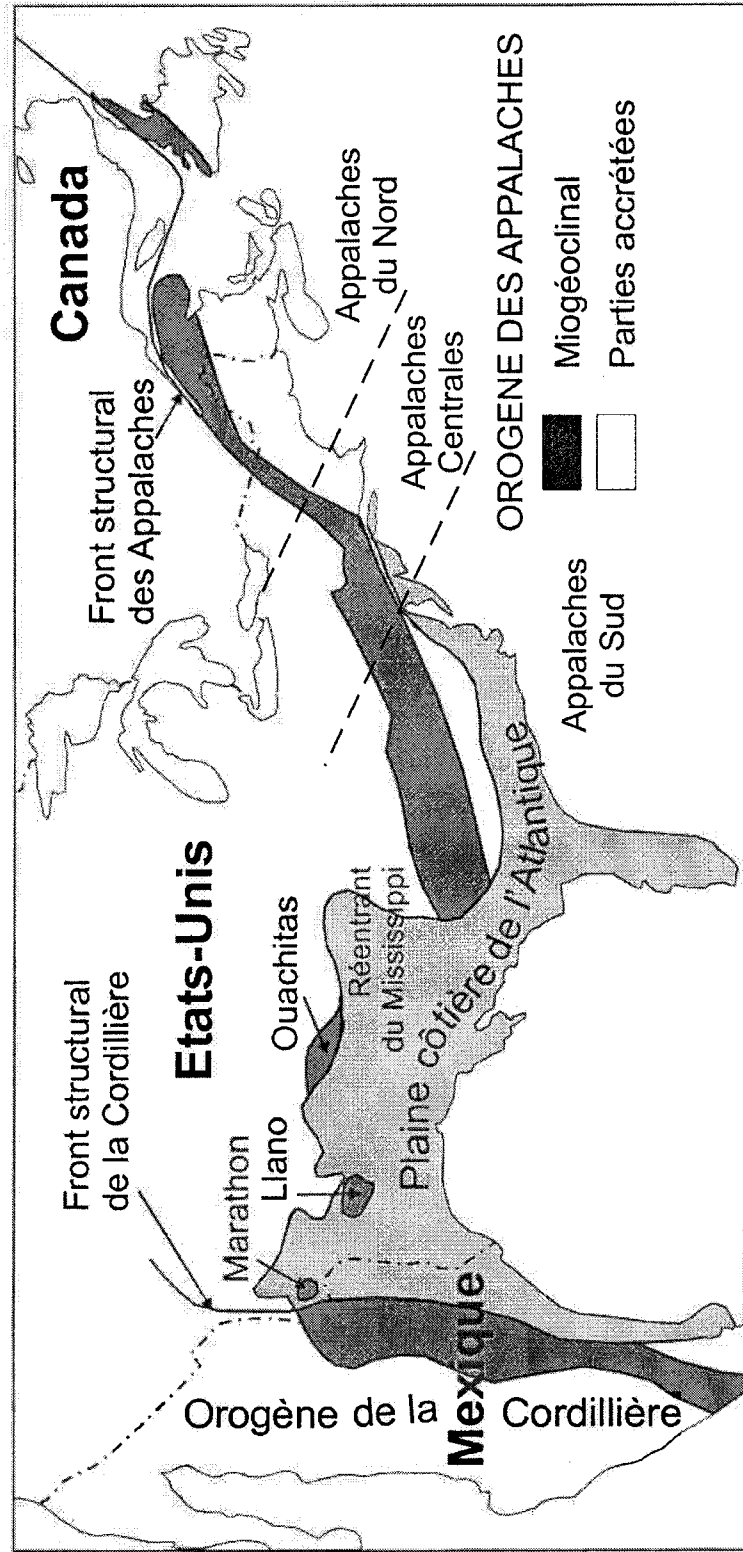 Canada
Front structural
des Appalaches
Appalaches
du Nord
Appalaches
Centrales
OROGENE DES APPALACHES
Miogéoclinal
Parties accrétées
Appalaches
du Sud
Etats-Unis
Front structural
de la Cordillière
Ouachitas
Réentrant
du Mississippi
Plaine côtière de l'Atlantique
Marathon
Llano
Mexique
Orogène de la Cordillière